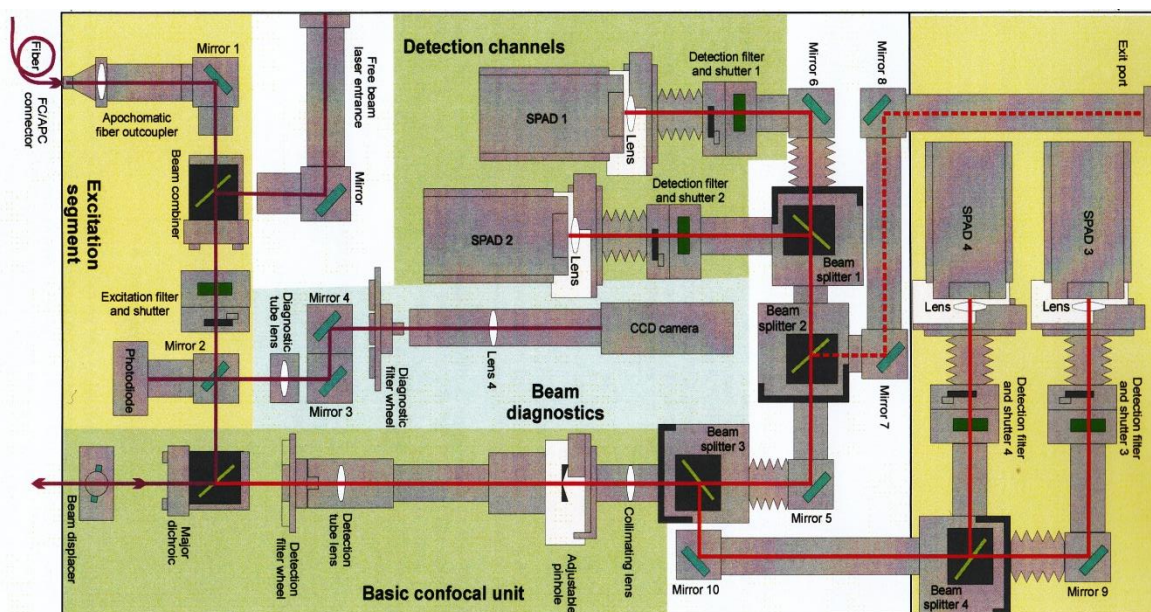 Fiber
FC/APC
connector
Mirror 1
Apochomatic
fiber outcoupler
Free beam
laser entrance
Detection channels
Detection filter
and shutter 1
Mirror 6
Mirror 8
Exit port
SPAD 1
Lens
Excitation
segment
Beam
combiner
Mirror
Detection filter
and shutter 2
SPAD 2
Lens
Beam
splitter 1
SPAD 4
SPAD 3
Excitation filter
and shutter
Diagnostic
tube lens
Mirror 4
Lens 4
CCD camera
Beam
splitter 2
Lens
Lens
Mirror 2
Photodiode
Mirror 3
Diagnostic
filter wheel
Beam
diagnostics
Mirror 7
Detection filter
and shutter 4
Detection filter
and shutter 3
Beam displacer
Major
dichroic
Detection
filter wheel
Detection
tube lens
Adjustable
pinhole
Collimating lens
Beam
splitter 3
Mirror 5
Basic confocal unit
Mirror 10
Beam
splitter 4
Mirror 9